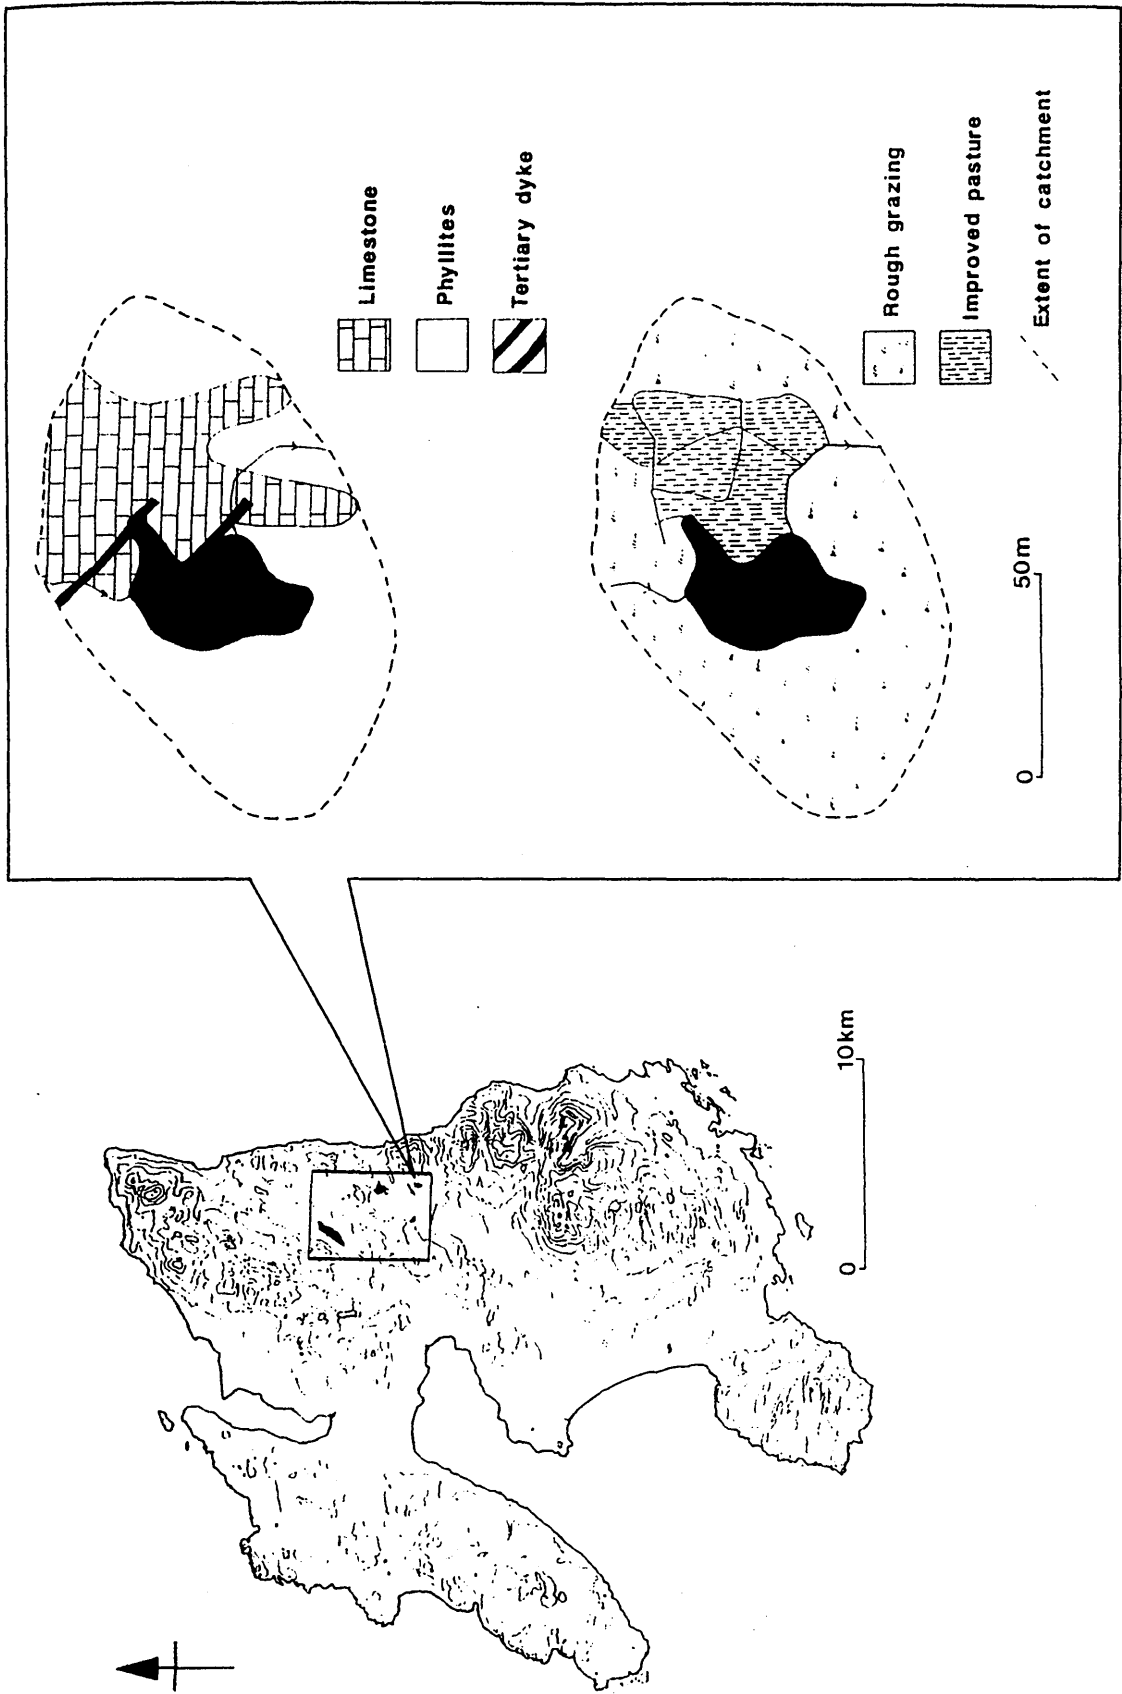 Limestone
Phyllites
Tertiary dyke
Rough grazing
Improved pasture
Extent of catchment
0
50m
0
10km